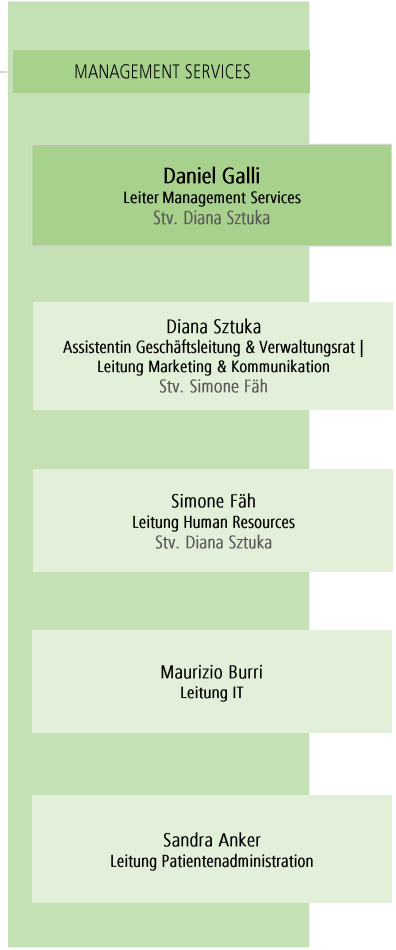 MANAGEMENT SERVICES
Daniel Galli
Leiter Management Services
Stv. Diana Sztuka
Diana Sztuka
Assistentin Geschäftsleitung & Verwaltungsrat |
Leitung Marketing & Kommunikation
Stv. Simone Fäh
Simone Fäh
Leitung Human Resources
Stv. Diana Sztuka
Maurizio Burri
Leitung IT
Sandra Anker
Leitung Patientenadministration